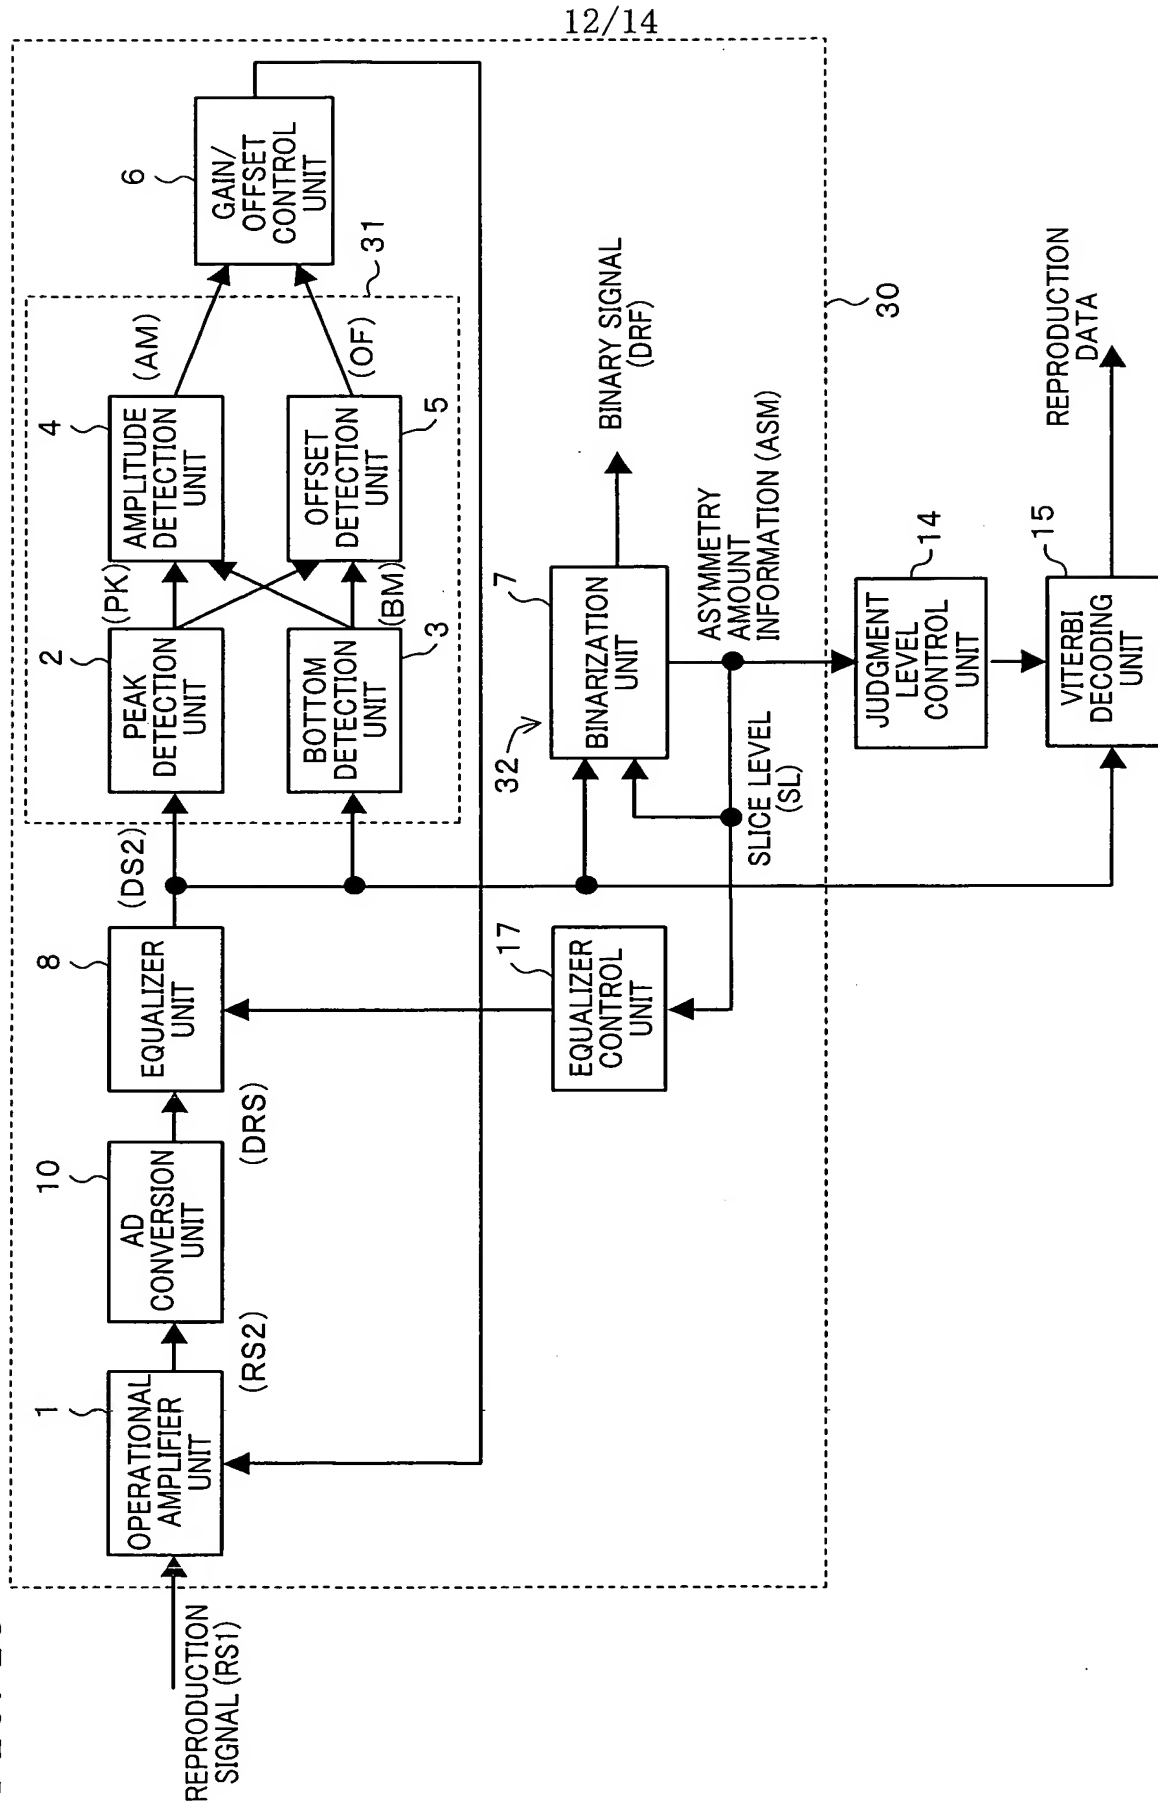 12/14
REPRODUCTION
SIGNAL (RS1)
1
OPERATIONAL
AMPLIFIER
UNIT
(RS2)
10
AD
CONVERSION
UNIT
(DRS)
8
EQUALIZER
UNIT
(DS2)
2
PEAK
DETECTION
UNIT
(PK)
BOTTOM
DETECTION
UNIT
3
(BM)
4
AMPLITUDE
DETECTION
UNIT
(AM)
OFFSET
DETECTION
UNIT
5
(OF)
31
6
GAIN/
OFFSET
CONTROL
UNIT
17
EQUALIZER
CONTROL
UNIT
32
7
BINARIZATION
UNIT
BINARY SIGNAL
(DRF)
SLICE LEVEL
(SL)
ASYMMETRY
AMOUNT
INFORMATION (ASM)
30
14
JUDGMENT
LEVEL
CONTROL
UNIT
15
VITERBI
DECODING
UNIT
REPRODUCTION
DATA